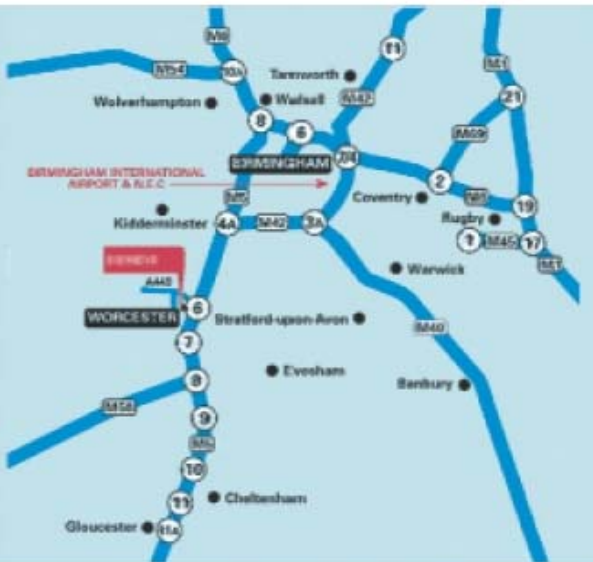 M6
11
M1
M54
10A
Tamworth
Wolverhampton
Walsall
M42
21
8
6
M69
BIRMINGHAM
BIRMINGHAM INTERNATIONAL
AIRPORT & N.E.C
2
M5
Coventry
M6
19
Kidderminster
4A
M42
3A
Rugby
1
M45
17
M1
Warwick
A449
WORCESTER
6
Stratford-upon-Avon
M40
7
8
Evesham
Banbury
9
M5
10
11
Cheltenham
Gloucester
11A